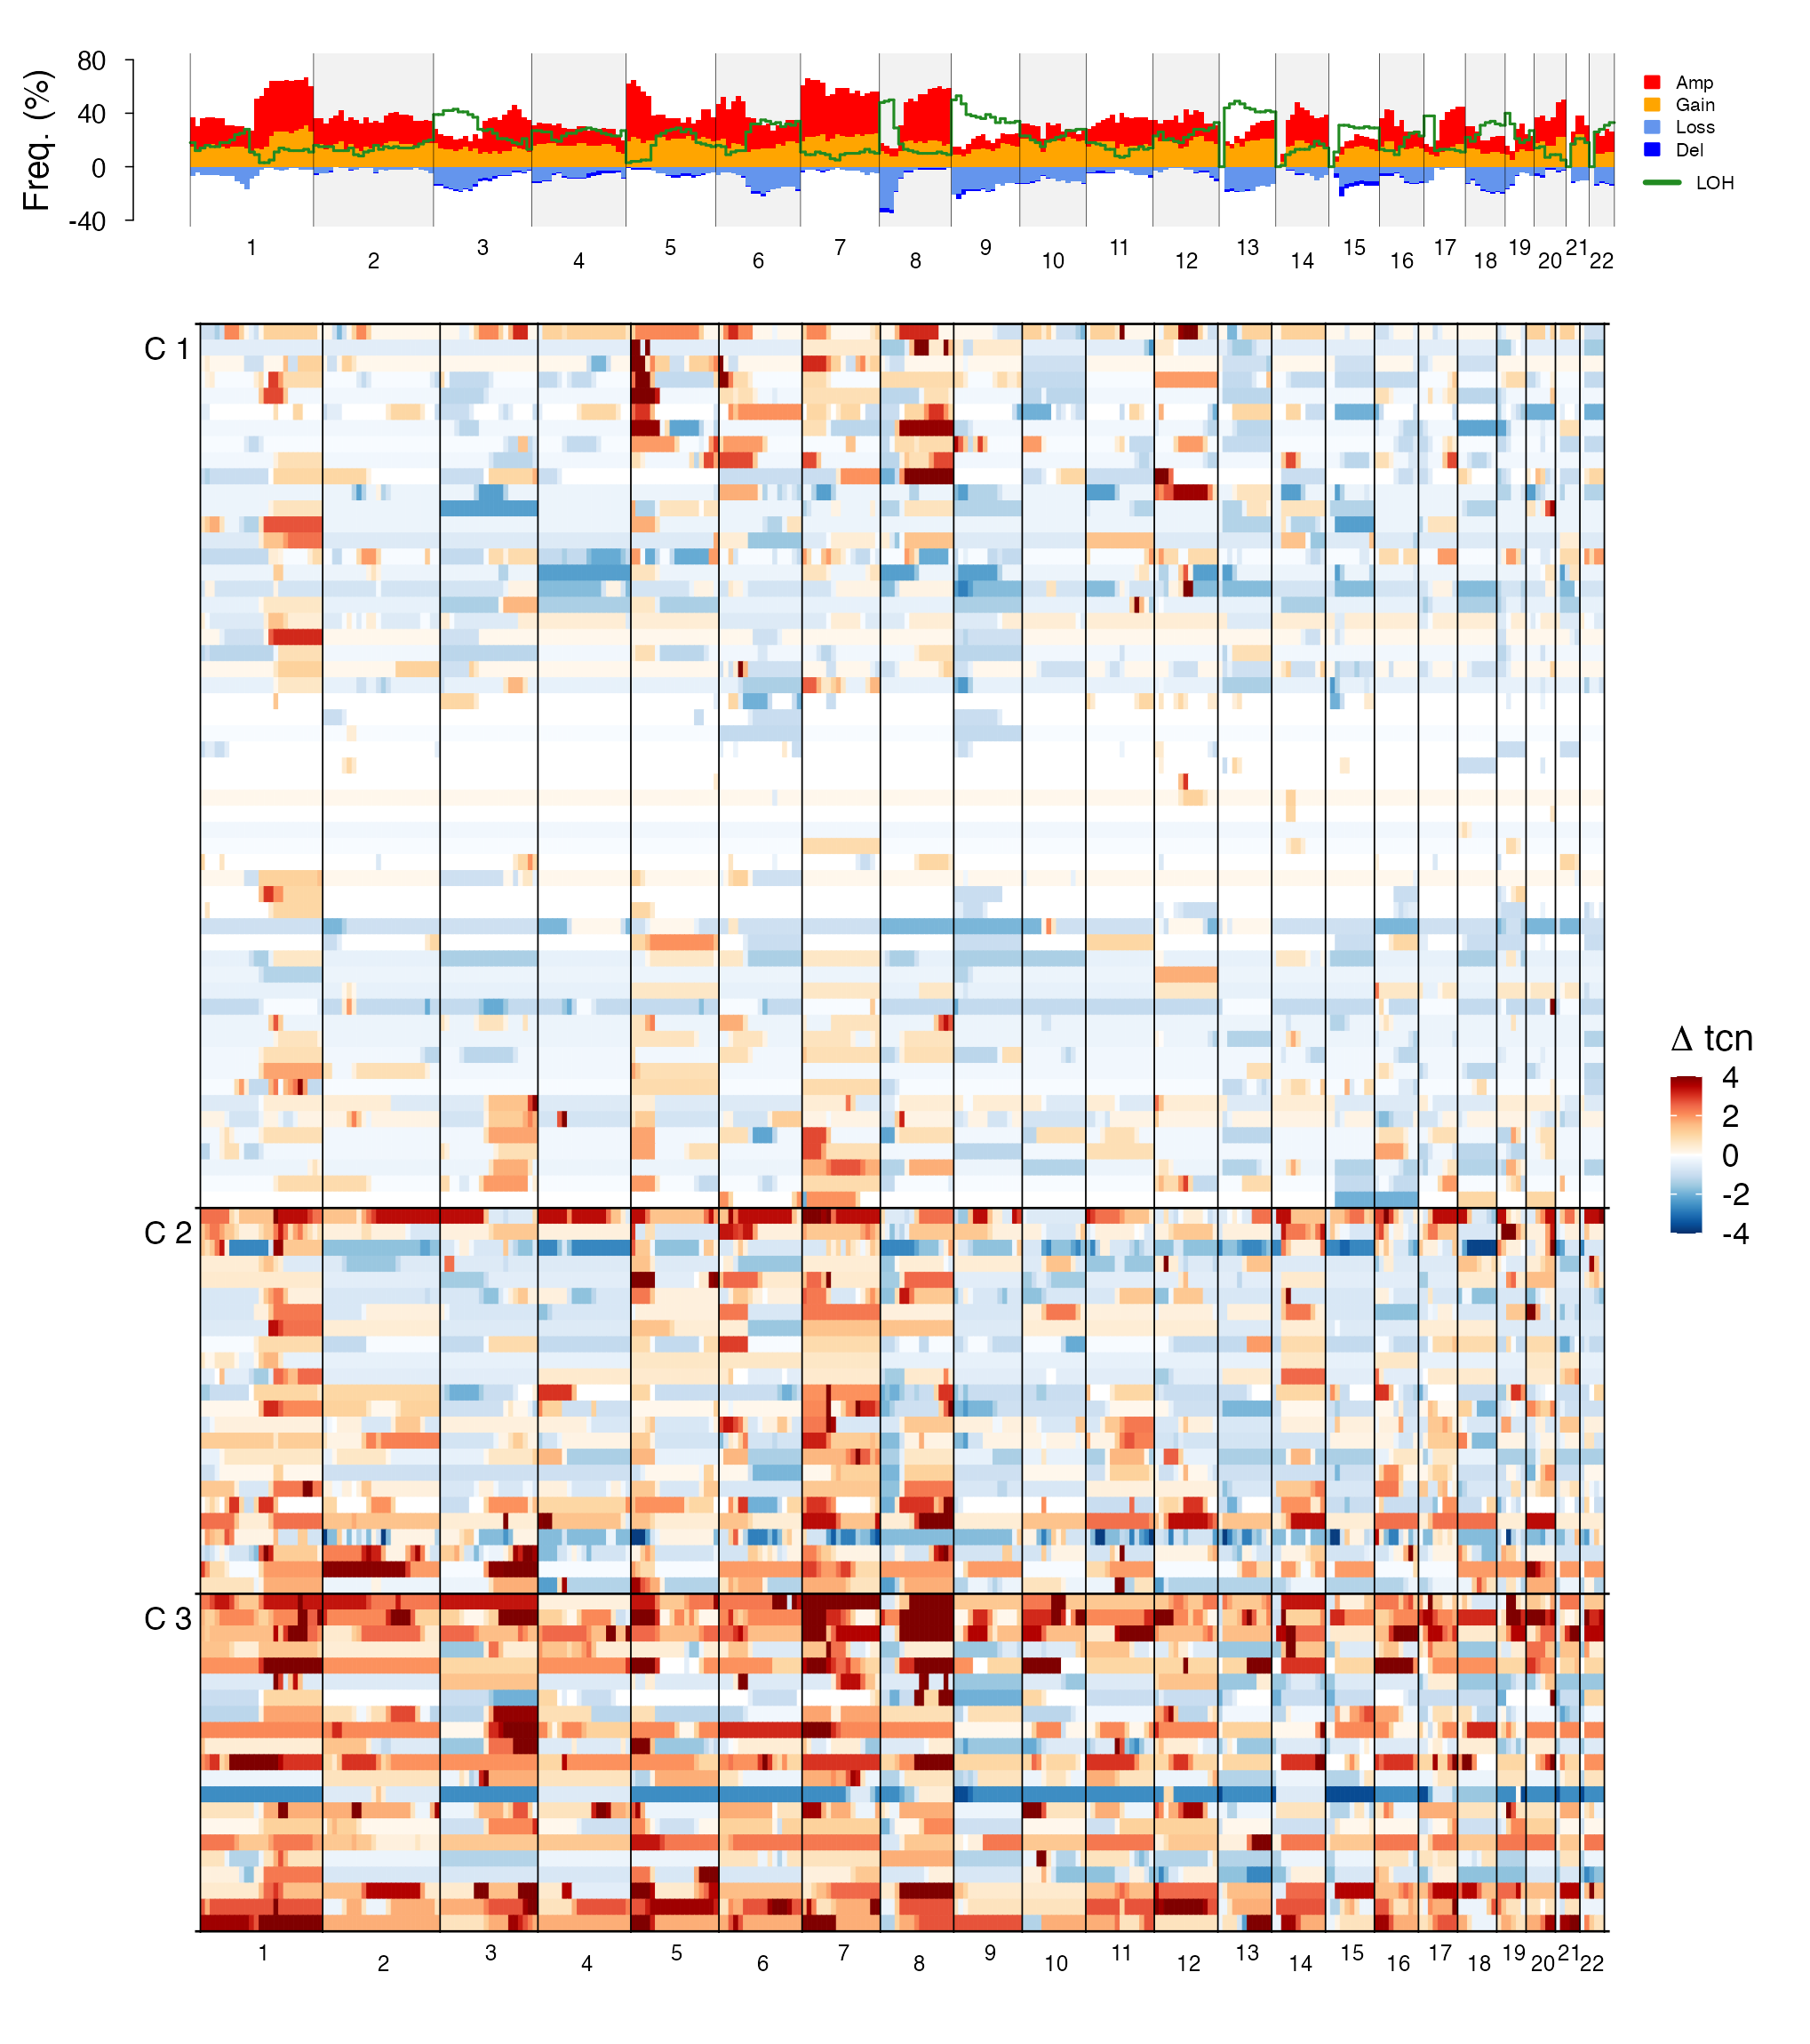 Freq. (%)
80
40
0
-40
Amp
Gain
Loss
Del
LOH
1 2 3 4 5 6 7 8 9 10 11 12 13 14 15 16 17 18 19 20 21 22
C 1
C 2
C 3
Δ tcn
4
2
0
-2
-4
1 2 3 4 5 6 7 8 9 10 11 12 13 14 15 16 17 18 19 20 21 22